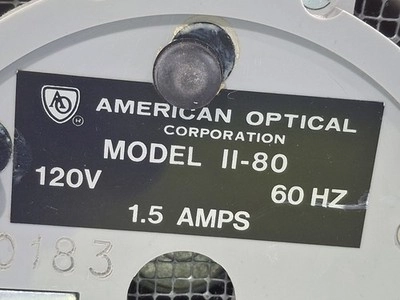 AO
AMERICAN OPTICAL
CORPORATION
MODEL II-80
120V
60 HZ
1.5 AMPS
0183